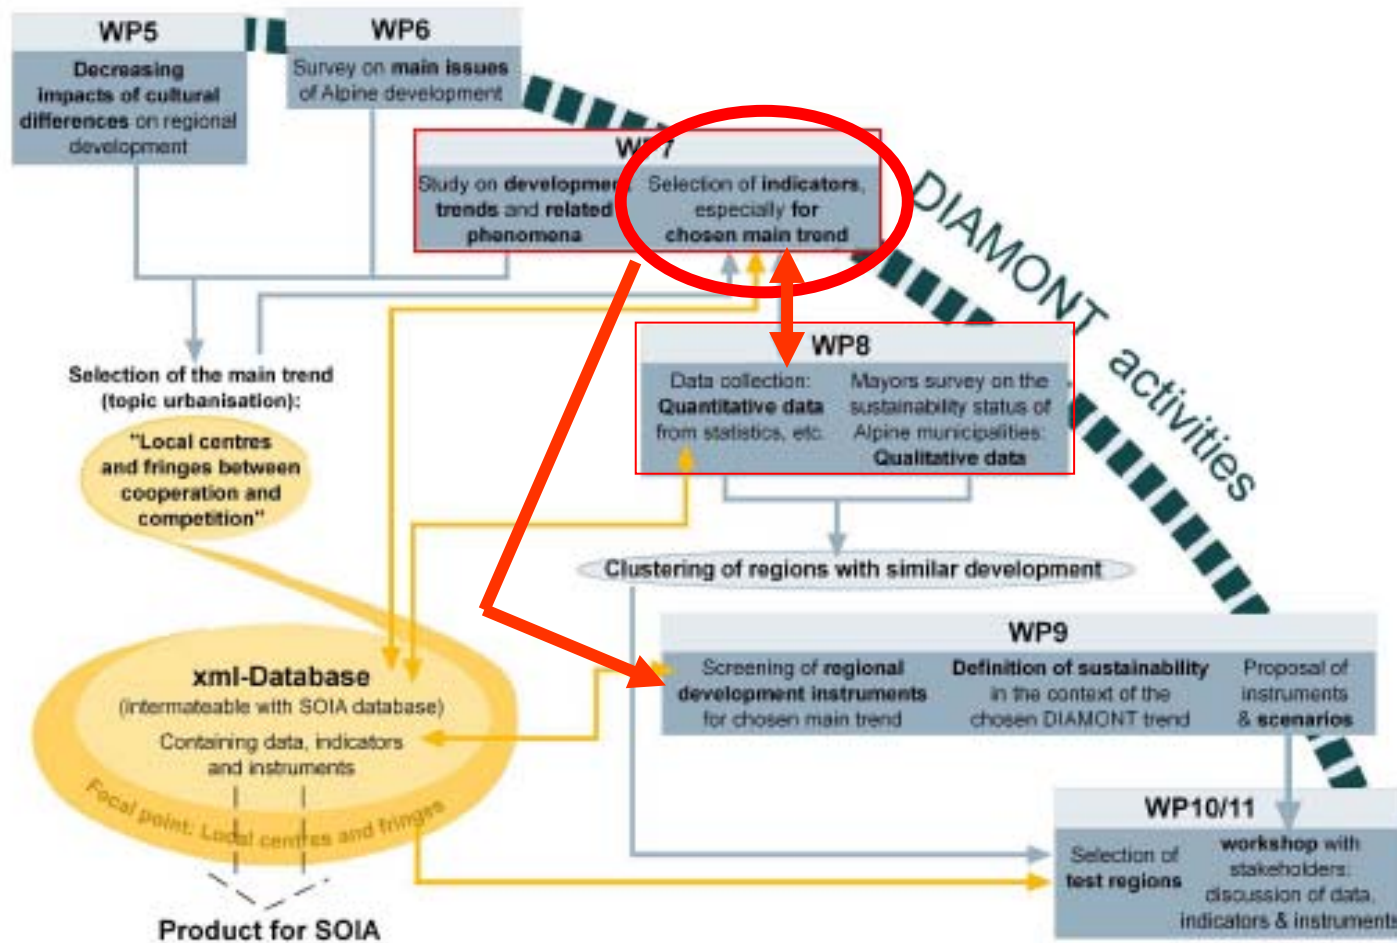 WP5
Decreasing
impacts of cultural
differences on regional
development
WP6
Survey on main issues
of Alpine development
WP7
Study on development
trends and related
phenomena
Selection of indicators,
especially for
chosen main trend
DIAMONT activities
WP8
Data collection:
Quantitative data
from statistics, etc.
Mayors survey on the
sustainability status of
Alpine municipalities:
Qualitative data
Selection of the main trend
(topic urbanisation):
"Local centres
and fringes between
cooperation and
competition"
Clustering of regions with similar development
WP9
Screening of regional
development instruments
for chosen main trend
Definition of sustainability
in the context of the
chosen DIAMONT trend
Proposal of
instruments
& scenarios
xml-Database
(intermateable with SOIA database)
Containing data, indicators
and instruments
Focal point: Local centres and fringes
Product for SOIA
WP10/11
Selection of
test regions
workshop with
stakeholders:
discussion of data,
indicators & instruments